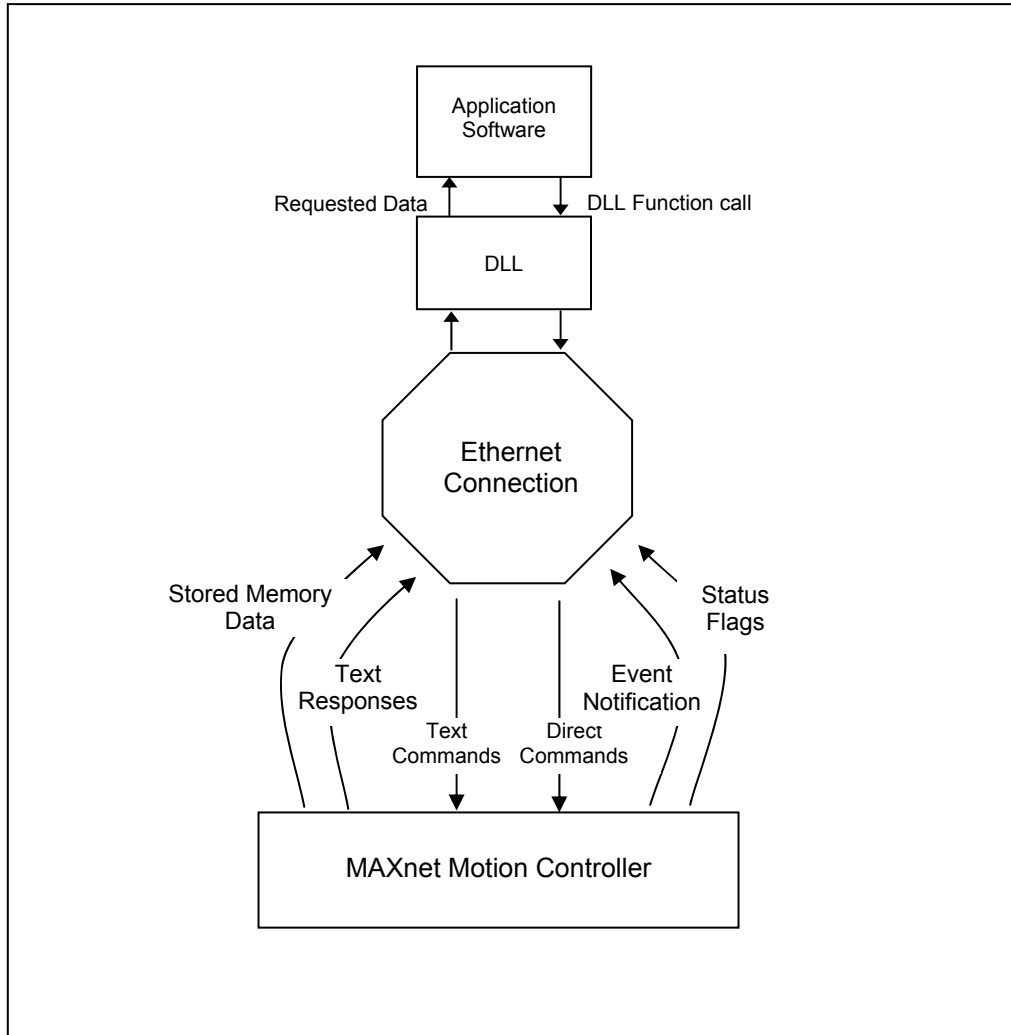 Application
Software
Requested Data
DLL Function call
DLL
Ethernet
Connection
Stored Memory
Data
Status
Flags
Text
Responses
Event
Notification
Text
Commands
Direct
Commands
MAXnet Motion Controller